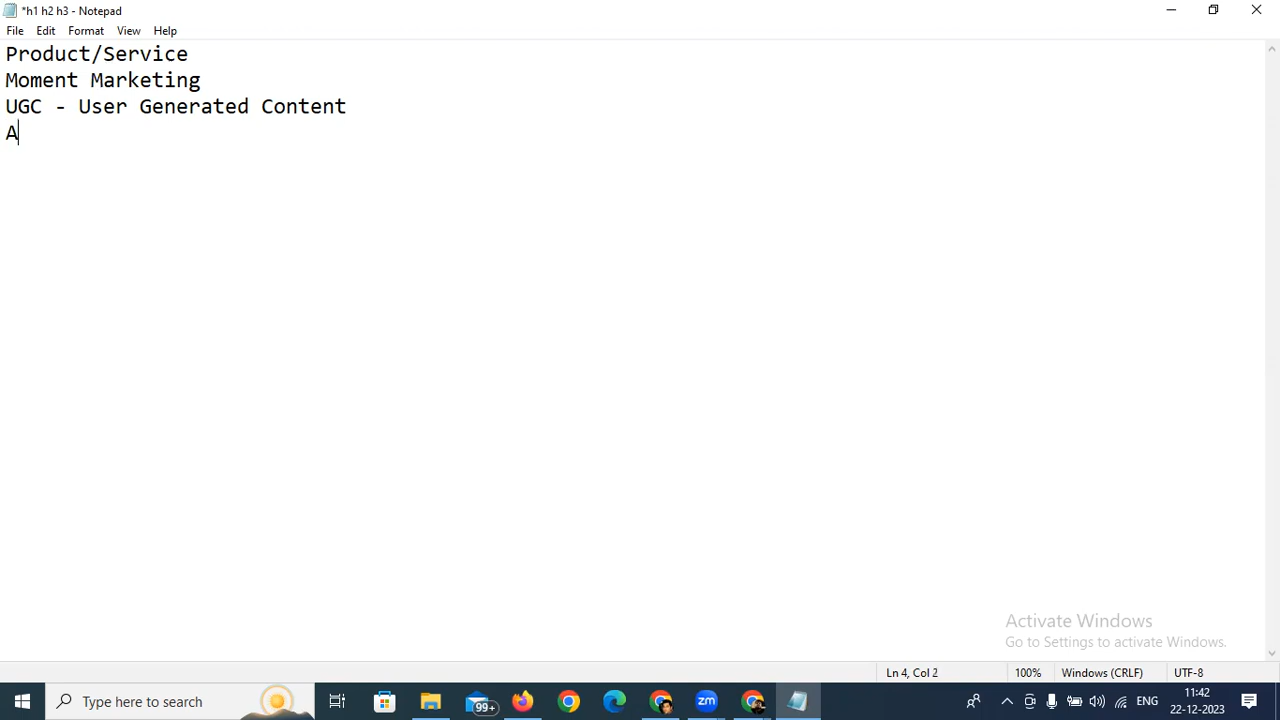 *h1 h2 h3 - Notepad
File Edit Format View Help
Product/Service
Moment Marketing
UGC - User Generated Content
A
Activate Windows
Go to Settings to activate Windows.
Ln 4, Col 2 100% Windows (CRLF) UTF-8
Type here to search 99+ zm ENG 11:42
22-12-2023